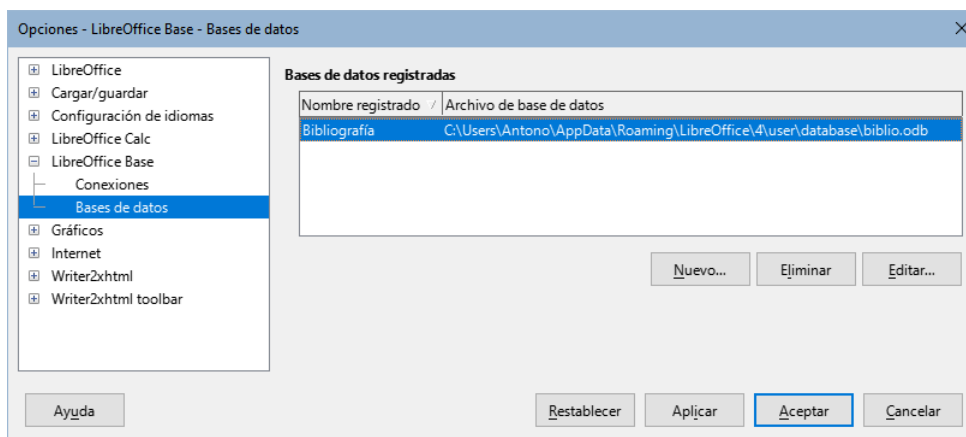 Opciones - LibreOffice Base - Bases de datos
LibreOffice
Cargar/guardar
Configuración de idiomas
LibreOffice Calc
LibreOffice Base
Conexiones
Bases de datos
Gráficos
Internet
Writer2xhtml
Writer2xhtml toolbar
Bases de datos registradas
Nombre registrado Archivo de base de datos
Bibliografía C:\Users\Antono\AppData\Roaming\LibreOffice\4\user\database\biblio.odb
Nuevo... Eliminar Editar...
Ayuda Restablecer Aplicar Aceptar Cancelar